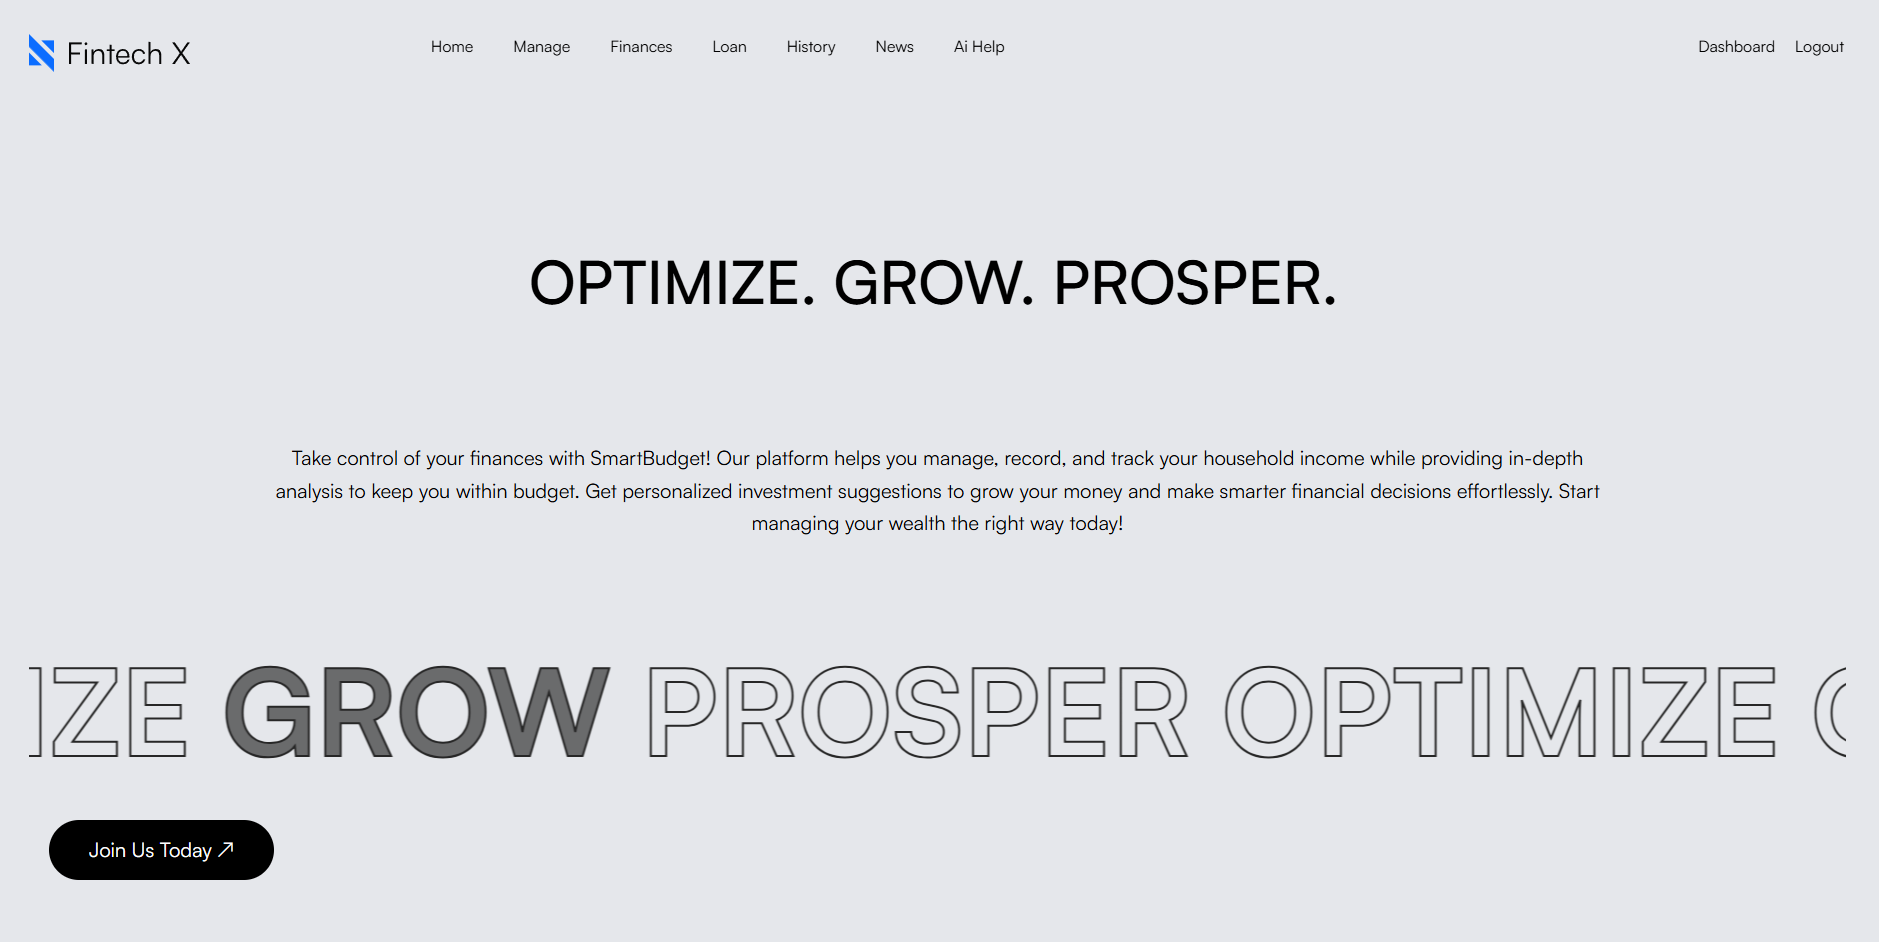 Fintech X
Home Manage Finances Loan History News Ai Help
Dashboard Logout
OPTIMIZE. GROW. PROSPER.
Take control of your finances with SmartBudget! Our platform helps you manage, record, and track your household income while providing in-depth
analysis to keep you within budget. Get personalized investment suggestions to grow your money and make smarter financial decisions effortlessly. Start
managing your wealth the right way today!
IZE GROW PROSPER OPTIMIZE
Join Us Today ↗